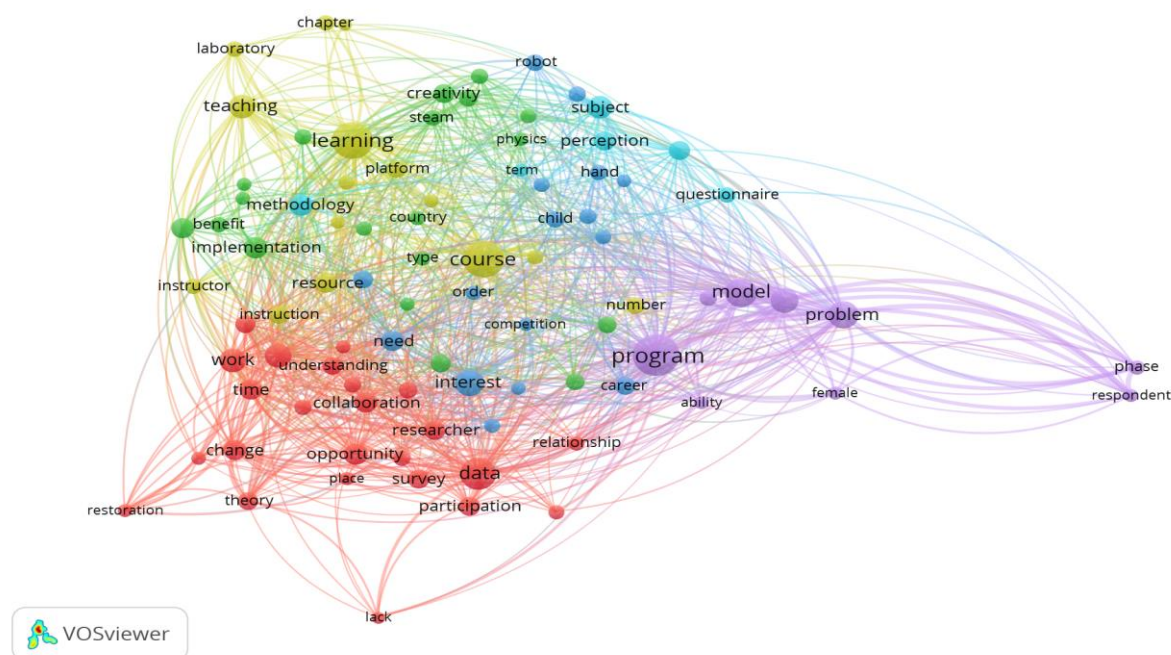 chapter
laboratory
robot
creativity
subject
teaching
steam
learning
physics
perception
platform
term
hand
questionnaire
methodology
country
child
benefit
implementation
type
course
instructor
resource
order
model
number
problem
instruction
competition
need
work
understanding
program
phase
time
interest
career
female
respondent
collaboration
ability
researcher
relationship
change
opportunity
data
place
survey
restoration
theory
participation
lack
VOSviewer